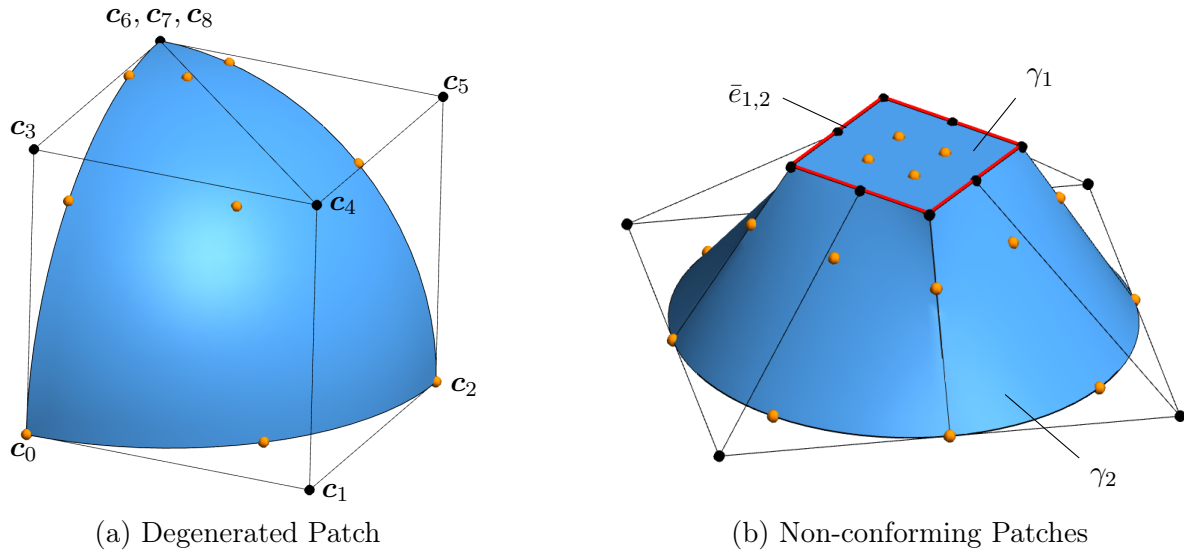 c₆, c₇, c₈
c₅
c₃
c₄
c₂
c₀
c₁
(a) Degenerated Patch
ē₁,₂
γ₁
γ₂
(b) Non-conforming Patches